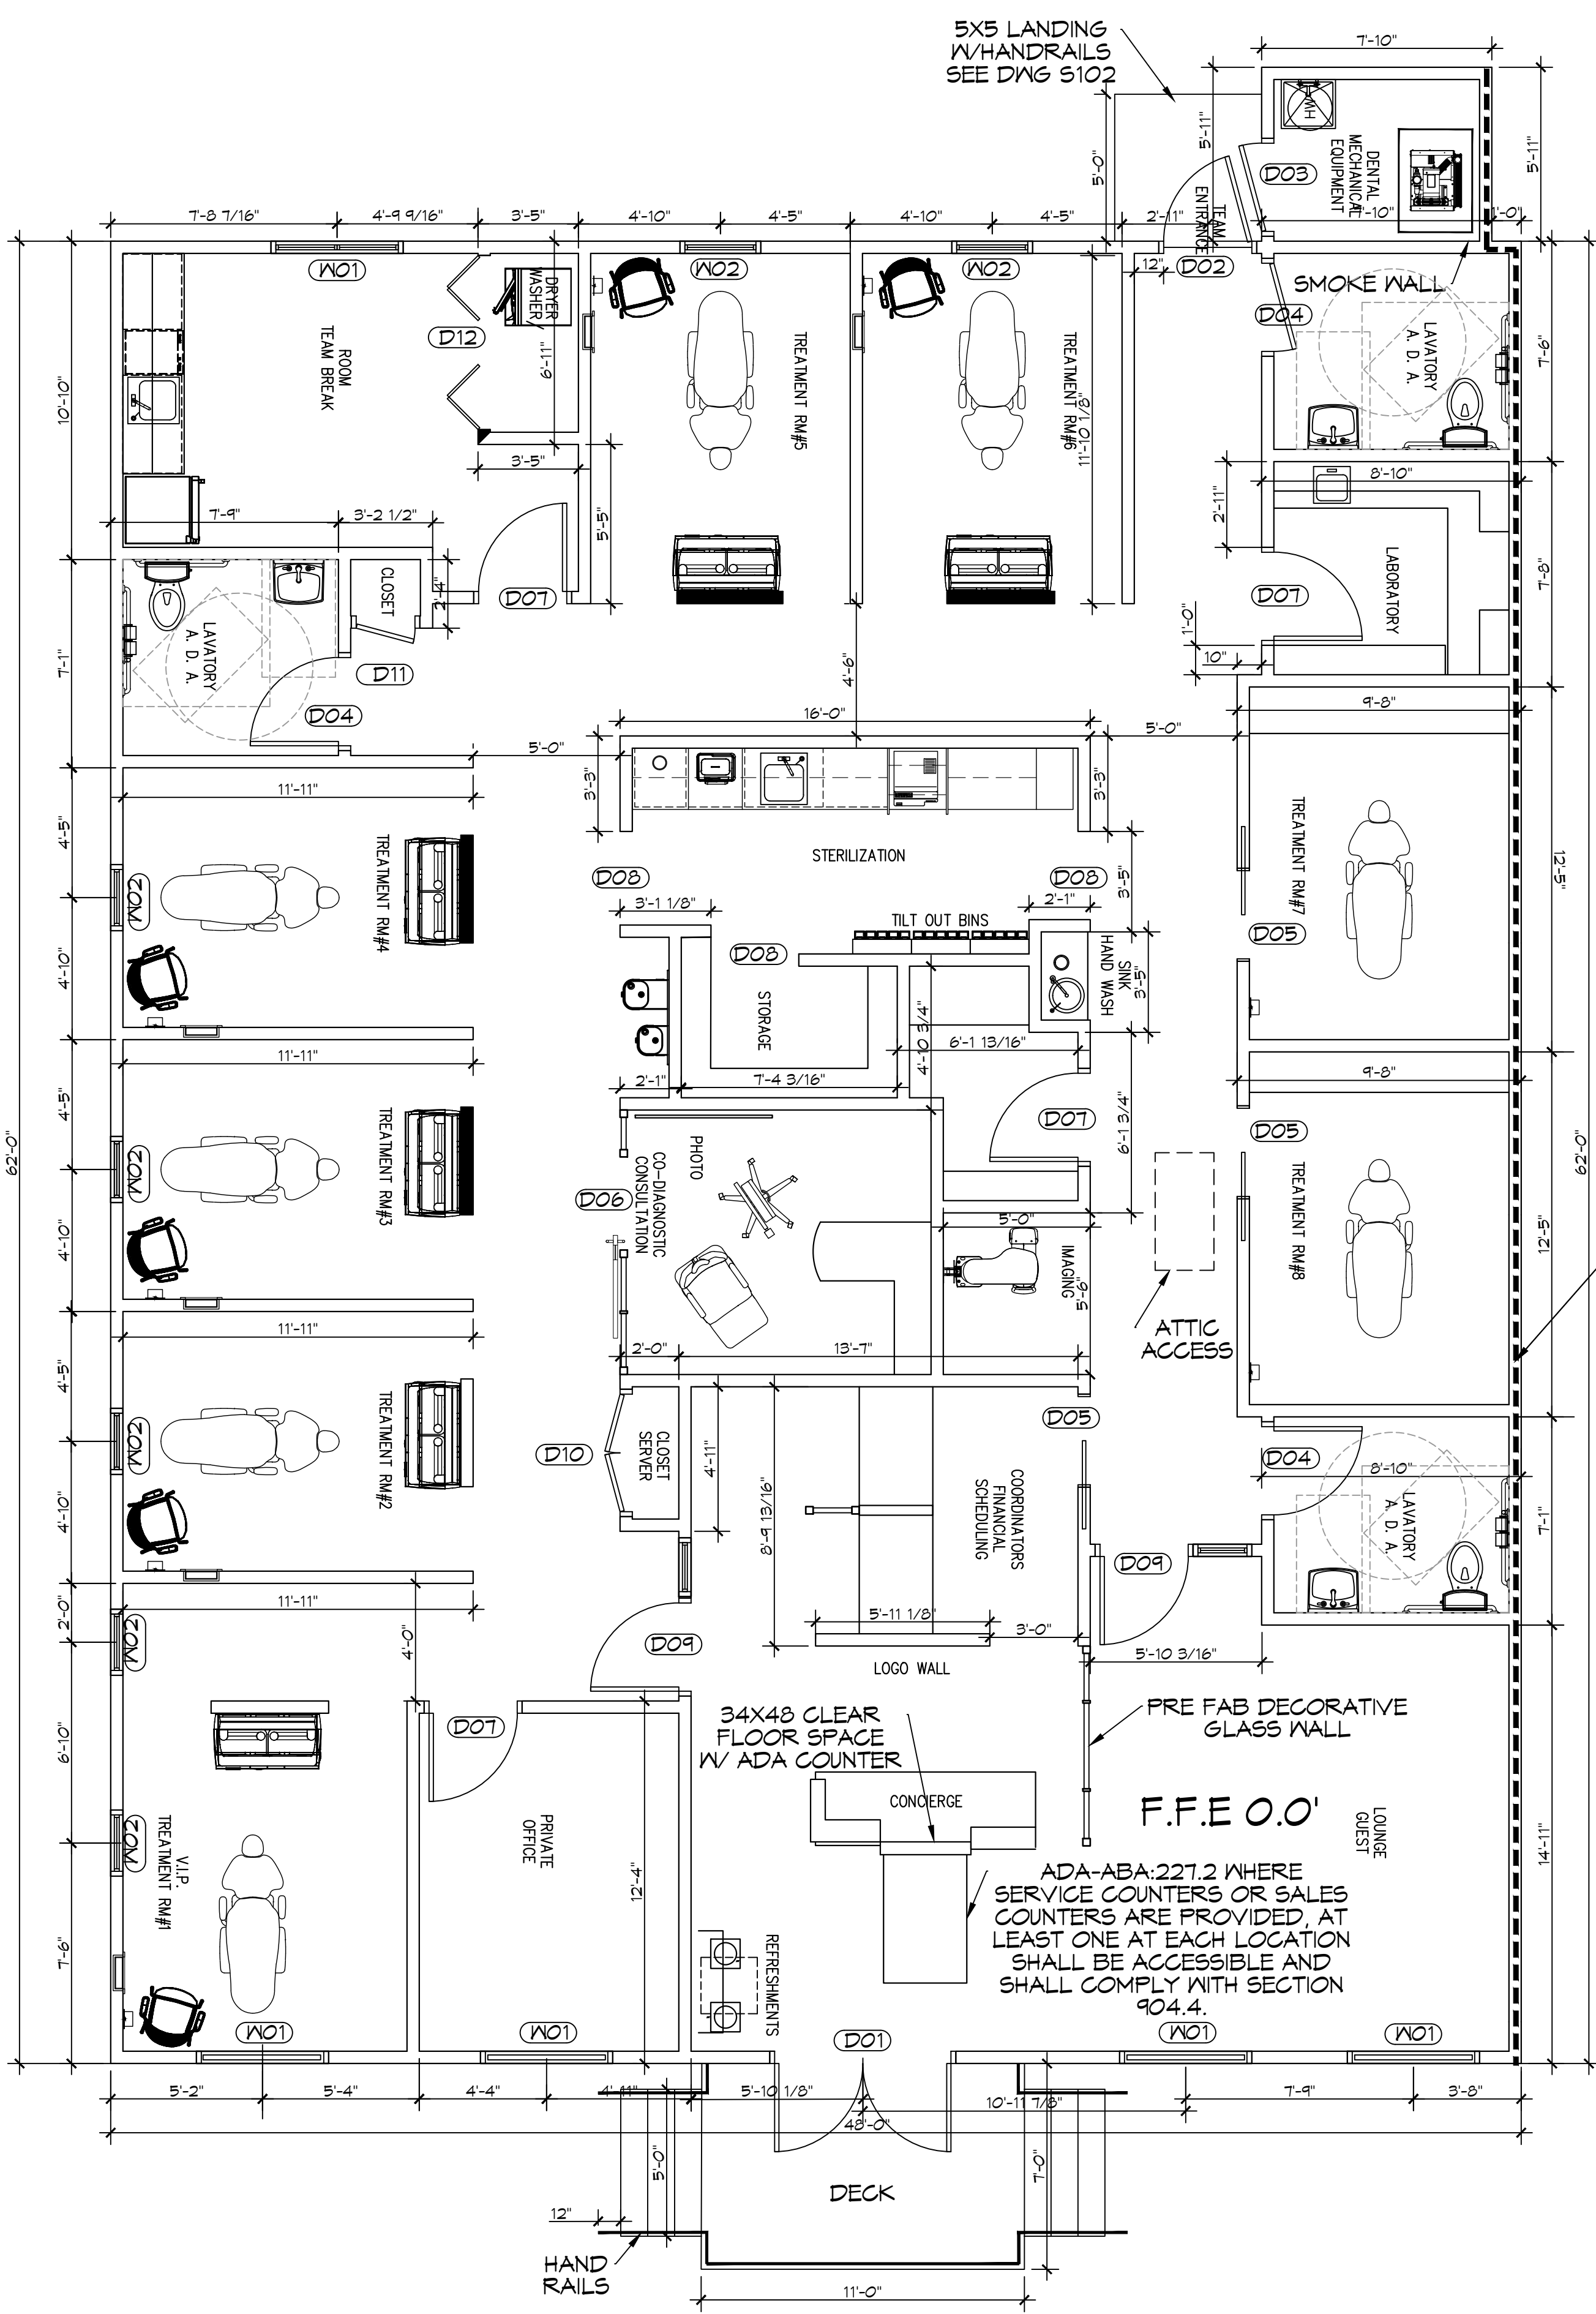 5X5 LANDING
W/HANDRAILS
SEE DWG S102
7'-10"
5'-11"
5'-0"
5'-11"
HW
DENTAL
MECHANICAL
EQUIPMENT
D03
TEAM
ENTRANCE
7'-10"
1'-0"
7'-8 7/16"
4'-9 9/16"
3'-5"
4'-10"
4'-5"
4'-10"
4'-5"
2'-11"
12"
D02
SMOKE WALL
W01
W02
W02
D04
TEAM BREAK
ROOM
D12
WASHER /
DRYER
6'-11"
TREATMENT RM#5
TREATMENT RM#6
11'-10 1/8"
A. D. A.
LAVATORY
7'-6"
10'-10"
3'-5"
5'-5"
8'-10"
2'-11"
7'-9"
3'-2 1/2"
CLOSET
2'-4"
D07
D07
LABORATORY
7'-8"
1'-0"
10"
7'-1"
A. D. A.
LAVATORY
D11
D04
4'-6"
16'-0"
5'-0"
5'-0"
9'-8"
3'-3"
3'-3"
11'-11"
4'-5"
TREATMENT RM#4
W02
4'-10"
STERILIZATION
D08
D08
3'-5"
3'-1 1/8"
2'-1"
TILT OUT BINS
D08
HAND WASH
SINK
3'-5"
STORAGE
4'-10 3/4"
6'-1 13/16"
TREATMENT RM#7
D05
12'-5"
62'-0"
62'-0"
11'-11"
2'-1"
7'-4 3/16"
D07
6'-1 3/4"
9'-8"
4'-5"
TREATMENT RM#3
W02
4'-10"
PHOTO
D06
CO-DIAGNOSTIC
CONSULTATION
5'-0"
IMAGING
5'-6"
D05
TREATMENT RM#8
12'-5"
ATTIC
ACCESS
11'-11"
2'-0"
13'-7"
4'-5"
TREATMENT RM#2
W02
4'-10"
D10
SERVER
CLOSET
4'-11"
8'-9 13/16"
D05
SCHEDULING
FINANCIAL
COORDINATORS
D04
8'-10"
A. D. A.
LAVATORY
7'-1"
D09
11'-11"
2'-0"
W02
4'-0"
D09
5'-11 1/8"
3'-0"
5'-10 3/16"
LOGO WALL
D07
34X48 CLEAR
FLOOR SPACE
W/ ADA COUNTER
PRE FAB DECORATIVE
GLASS WALL
6'-10"
CONCIERGE
F.F.E 0.0'
GUEST
LOUNGE
14'-11"
W02
TREATMENT RM#1
V.I.P.
PRIVATE
OFFICE
12'-4"
ADA-ABA:227.2 WHERE
SERVICE COUNTERS OR SALES
COUNTERS ARE PROVIDED, AT
LEAST ONE AT EACH LOCATION
SHALL BE ACCESSIBLE AND
SHALL COMPLY WITH SECTION
904.4.
7'-6"
REFRESHMENTS
W01
W01
D01
W01
W01
5'-2"
5'-4"
4'-4"
4'-11"
5'-10 1/8"
10'-11 7/8"
7'-9"
3'-8"
48'-0"
5'-0"
7'-0"
DECK
12"
HAND
RAILS
11'-0"